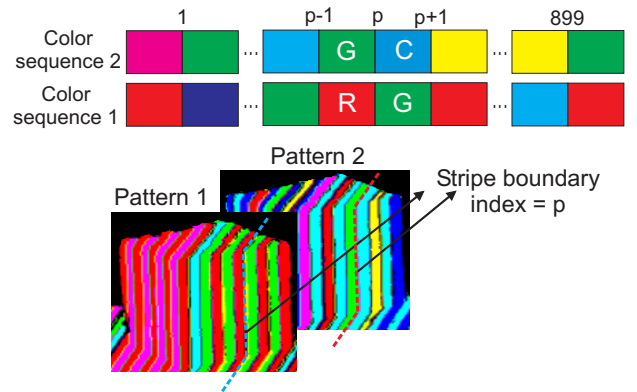 1 p-1 p p+1 899
Color
sequence 2
... G C ...
Color
sequence 1
... R G ...
Pattern 2
Pattern 1
Stripe boundary
index = p